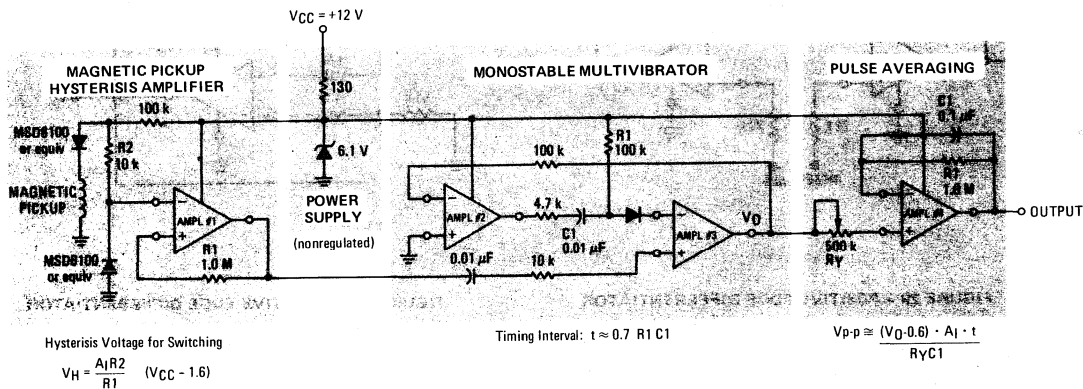 VCC = +12 V
MAGNETIC PICKUP
HYSTERISIS AMPLIFIER
MONOSTABLE MULTIVIBRATOR
PULSE AVERAGING
130
100 k
MSD6100
or equiv
R2
10 k
MAGNETIC
PICKUP
AMPL #1
MSD6100
or equiv
R1
1.0 M
6.1 V
POWER
SUPPLY
(nonregulated)
R1
100 k
100 k
AMPL #2
4.7 k
C1
0.01 µF
AMPL #3
VO
0.01 µF
10 k
C1
0.1 µF
R1
1.0 M
500 k
RY
OUTPUT
Hysterisis Voltage for Switching
VH = AIR2 / R1 (VCC - 1.6)
Timing Interval: t ≈ 0.7 R1 C1
Vp-p ≅ (VO-0.6) · AI · t / RYC1